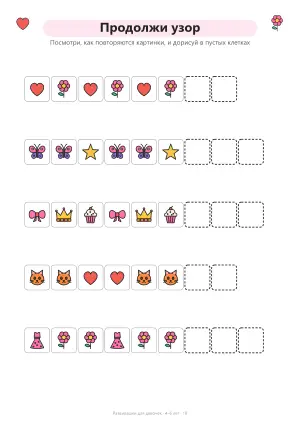 Продолжи узор
Посмотри, как повторяются картинки, и дорисуй в пустых клетках